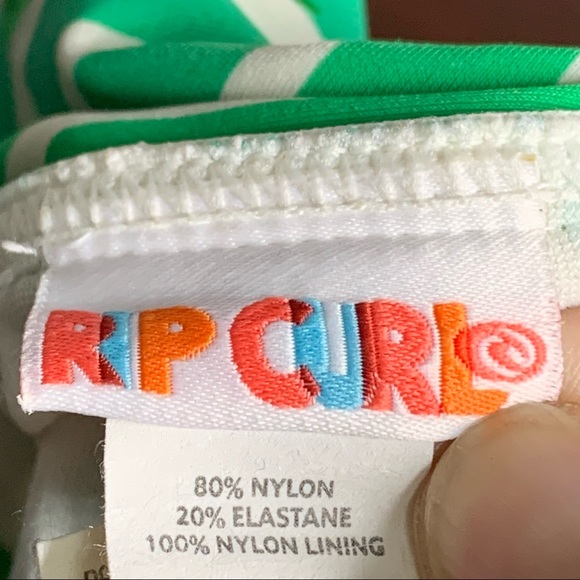 RIP CURL
80% NYLON
20% ELASTANE
100% NYLON LINING